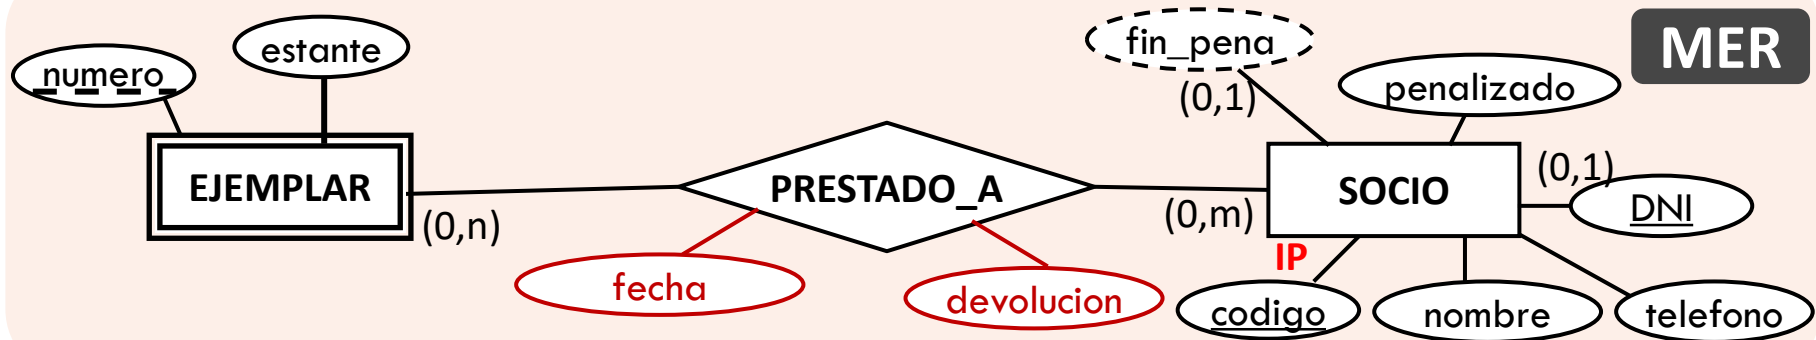 MER
numero
estante
fin_pena
(0,1)
penalizado
EJEMPLAR
(0,n)
PRESTADO_A
(0,m)
SOCIO
(0,1)
DNI
IP
fecha
devolucion
codigo
nombre
telefono